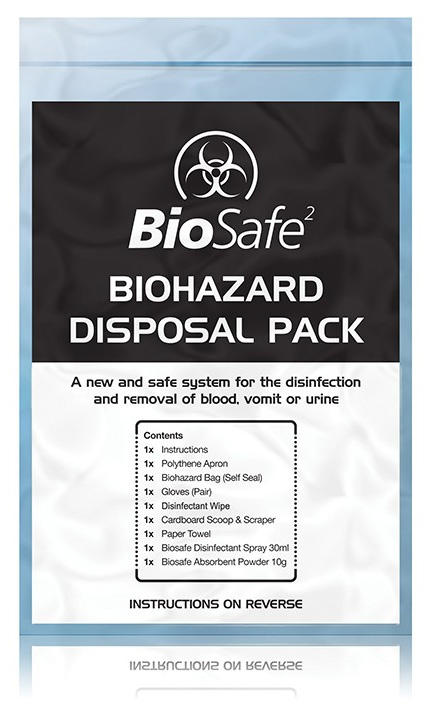 BioSafe²
BIOHAZARD
DISPOSAL PACK
A new and safe system for the disinfection
and removal of blood, vomit or urine
Contents
1x Instructions
1x Polythene Apron
1x Biohazard Bag (Self Seal)
1x Gloves (Pair)
1x Disinfectant Wipe
1x Cardboard Scoop & Scraper
1x Paper Towel
1x Biosafe Disinfectant Spray 30ml
1x Biosafe Absorbent Powder 10g
INSTRUCTIONS ON REVERSE